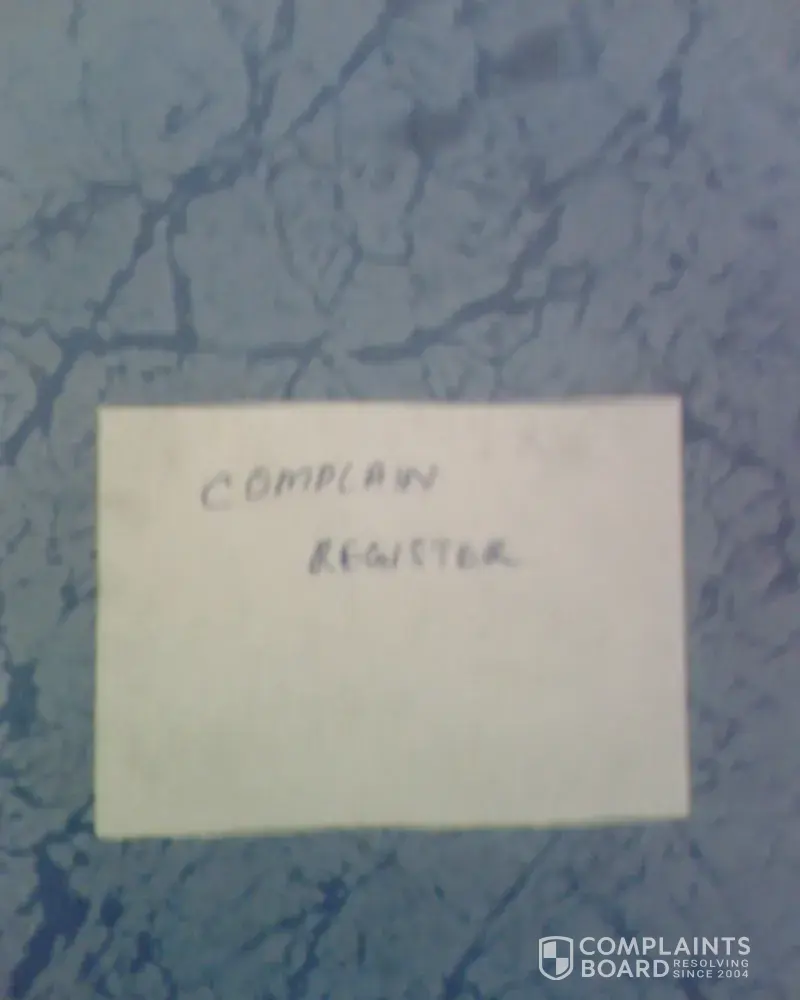 COMPLAIN
REGISTER
COMPLAINTS
BOARD RESOLVING
SINCE 2004